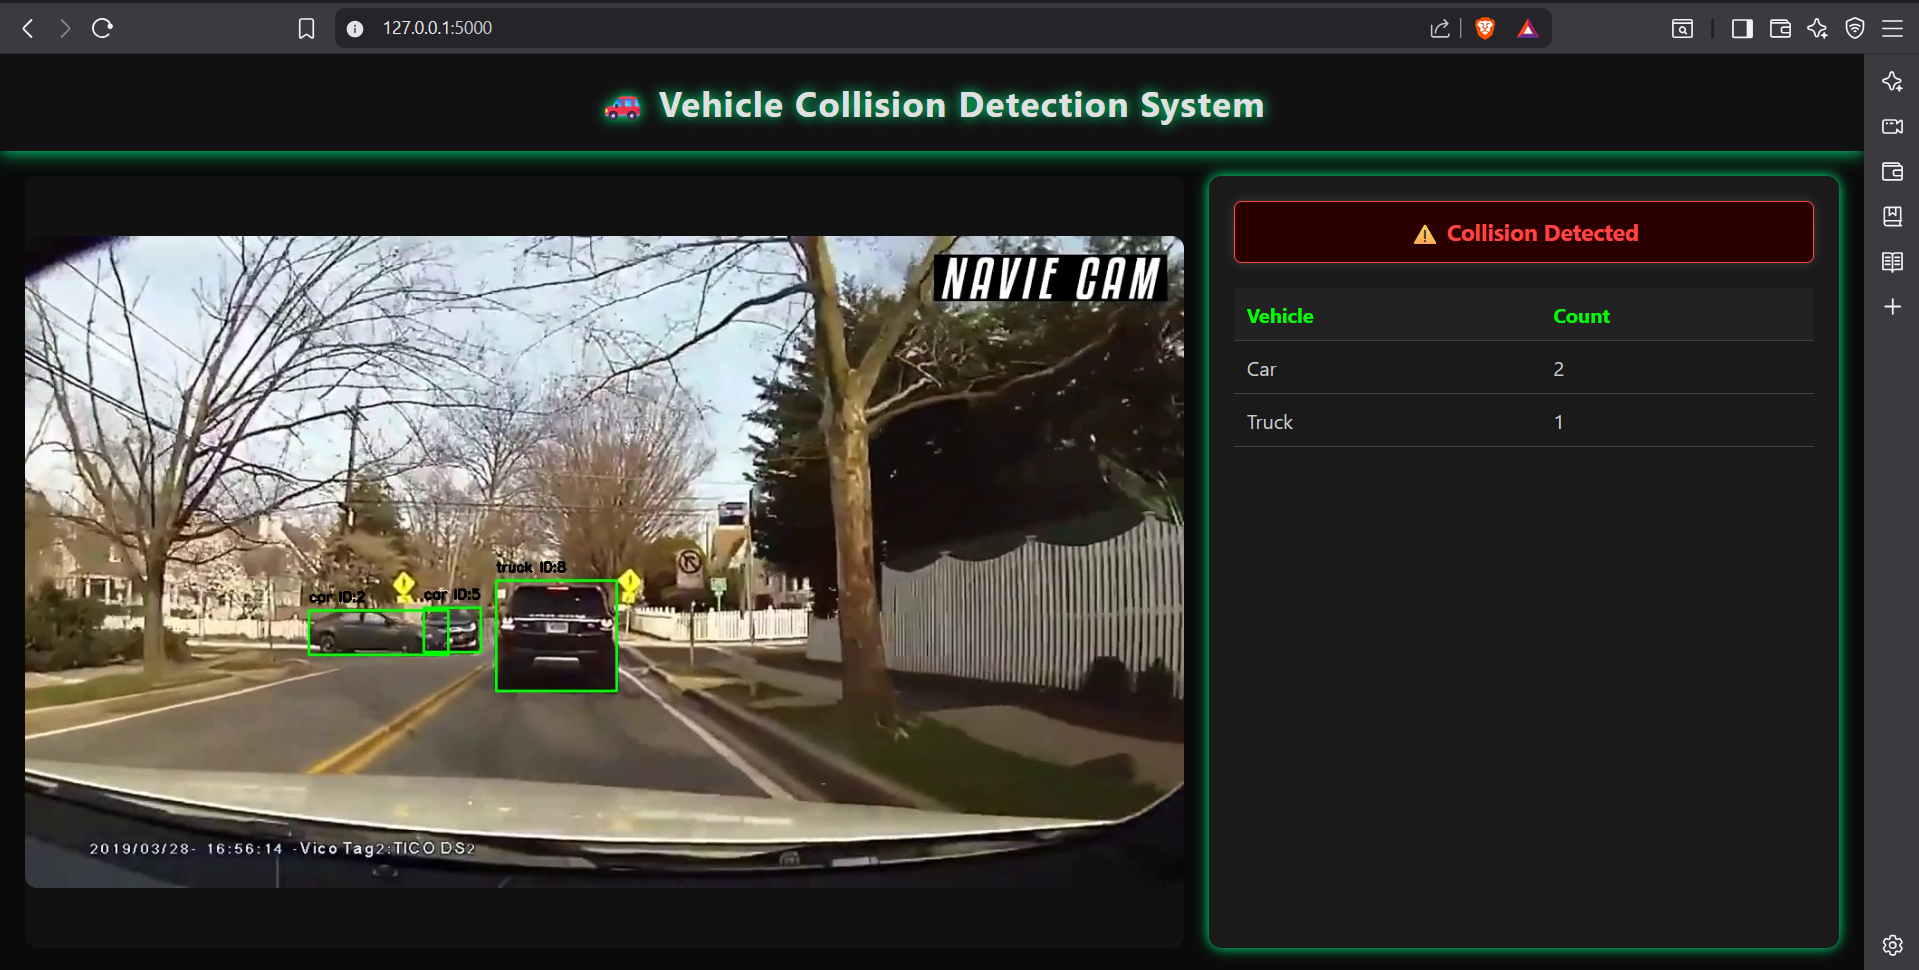 127.0.0.1:5000
Vehicle Collision Detection System
NAVIE CAM
truck ID:8
car ID:2
car ID:5
2019/03/28- 16:56:14 -Vico Tag2:TICO DS2
Collision Detected
Vehicle Count
Car 2
Truck 1